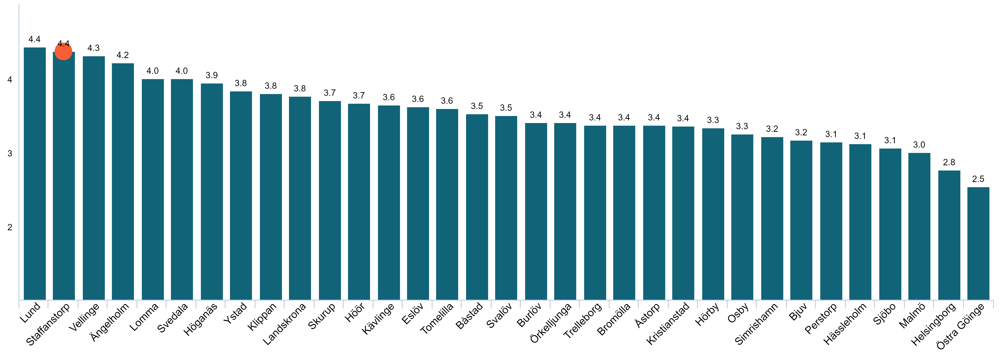 4.4
4.4
4.3
4.2
4.0
4.0
3.9
3.8
3.8
3.8
3.7
3.7
3.6
3.6
3.6
3.5
3.5
3.4
3.4
3.4
3.4
3.4
3.4
3.3
3.3
3.2
3.2
3.1
3.1
3.1
3.0
2.8
2.5
4
3
2
Lund
Staffanstorp
Vellinge
Ängelholm
Lomma
Svedala
Höganäs
Ystad
Klippan
Landskrona
Skurup
Höör
Kävlinge
Eslöv
Tomelilla
Båstad
Svalöv
Burlöv
Örkelljunga
Trelleborg
Bromölla
Åstorp
Kristianstad
Hörby
Osby
Simrishamn
Bjuv
Perstorp
Hässleholm
Sjöbo
Malmö
Helsingborg
Östra Göinge